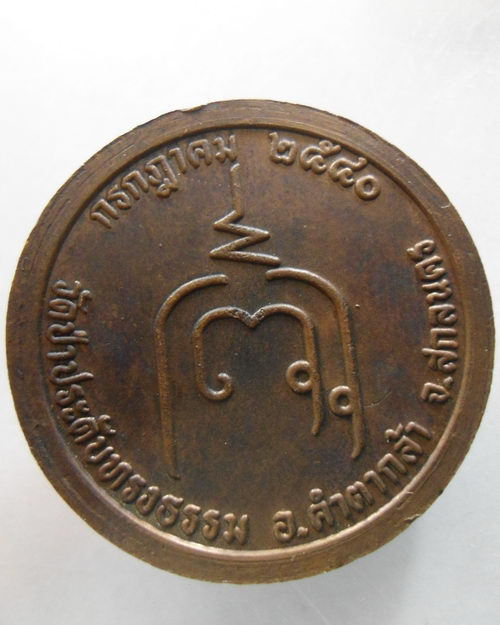 กรกฎาคม ๒๕๔๐
วัดป่าประดับทรงธรรม อ.คำตากล้า จ.สกลนคร